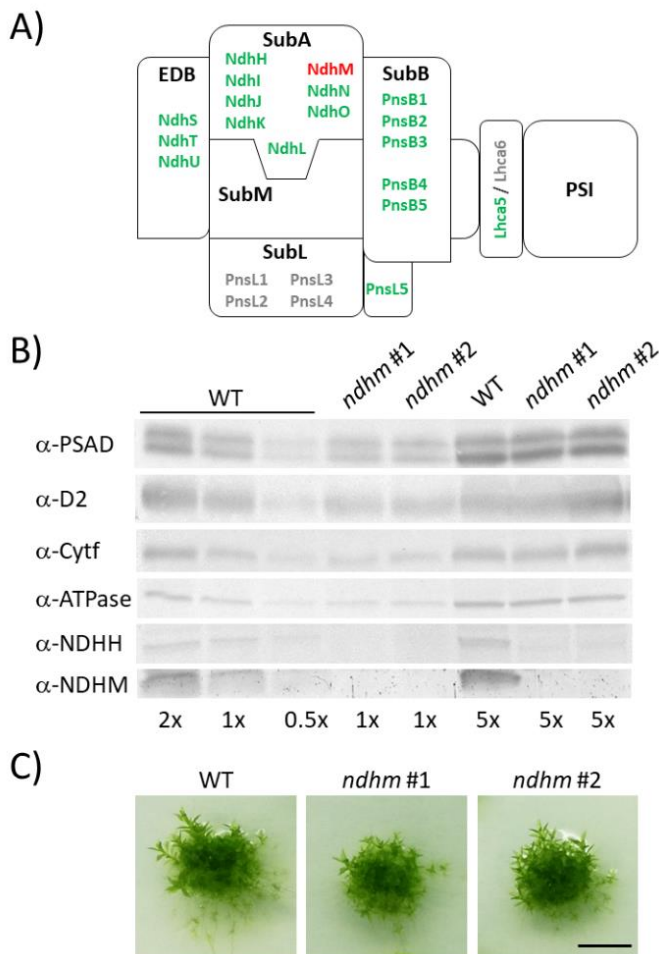 A)
SubA
EDB
NdhH
NdhM
SubB
NdhI
NdhJ
NdhN
NdhK
NdhO
NdhS
NdhT
NdhU
NdhL
PnsB1
PnsB2
PnsB3
PnsB4
PnsB5
Lhca5 / Lhca6
PSI
SubM
SubL
PnsL1 PnsL3
PnsL2 PnsL4
PnsL5
B)
WT ndhm #1 ndhm #2 WT ndhm #1 ndhm #2
α-PSAD
α-D2
α-Cytf
α-ATPase
α-NDHH
α-NDHM
2x 1x 0.5x 1x 1x 5x 5x 5x
C)
WT ndhm #1 ndhm #2